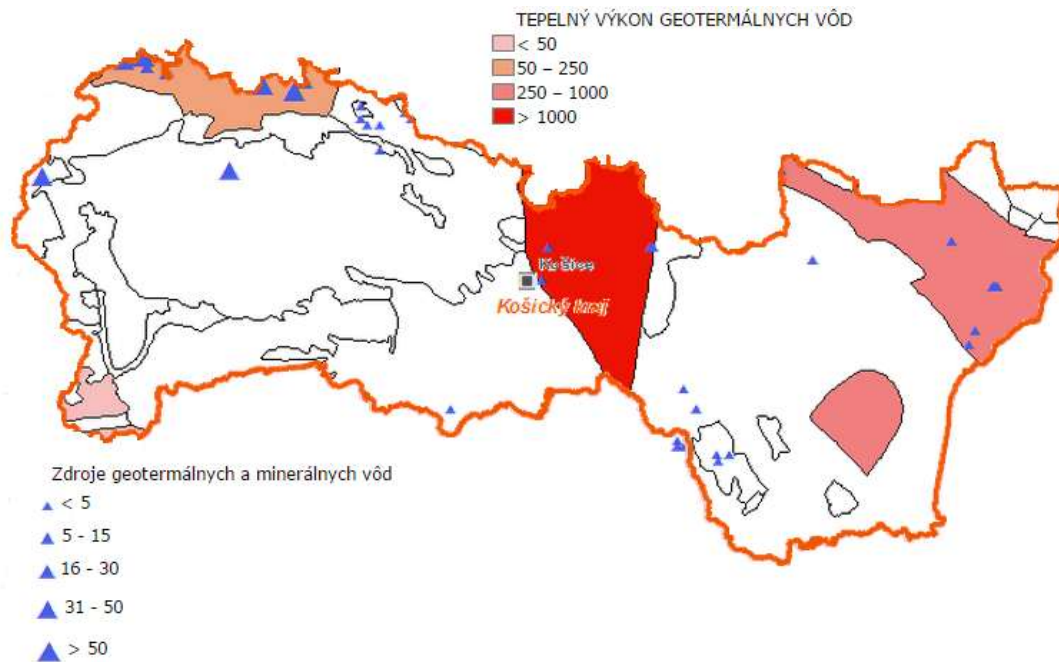 TEPELNÝ VÝKON GEOTERMÁLNYCH VÔD
< 50
50 – 250
250 – 1000
> 1000
Košice
Košický kraj
Zdroje geotermálnych a minerálnych vôd
< 5
5 - 15
16 - 30
31 - 50
> 50